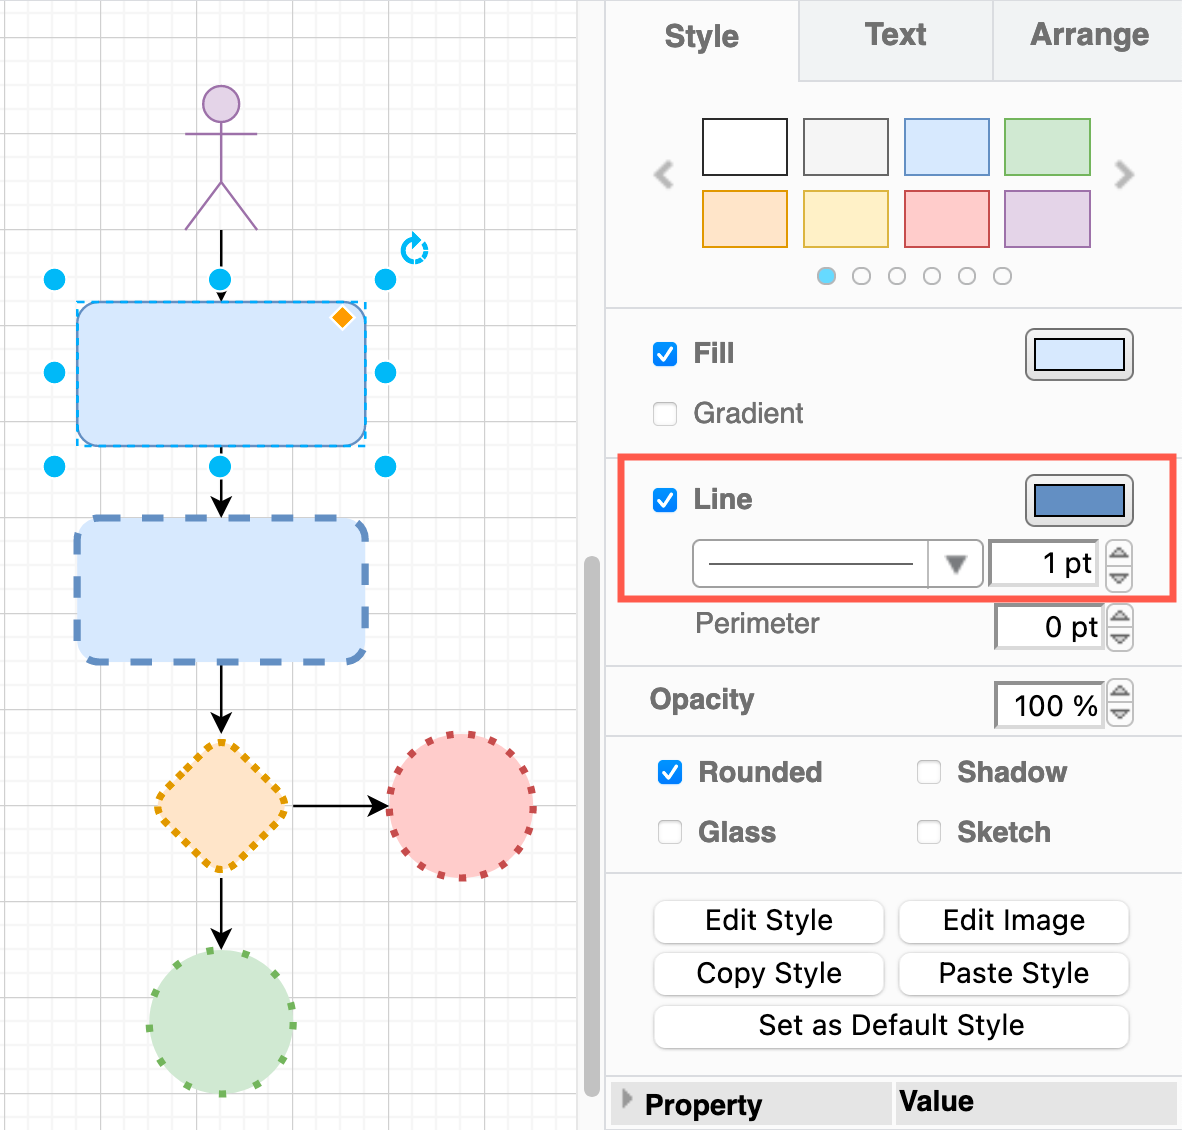 Style Text Arrange
Fill
Gradient
Line
1 pt
Perimeter 0 pt
Opacity 100 %
Rounded Shadow
Glass Sketch
Edit Style Edit Image
Copy Style Paste Style
Set as Default Style
Property Value